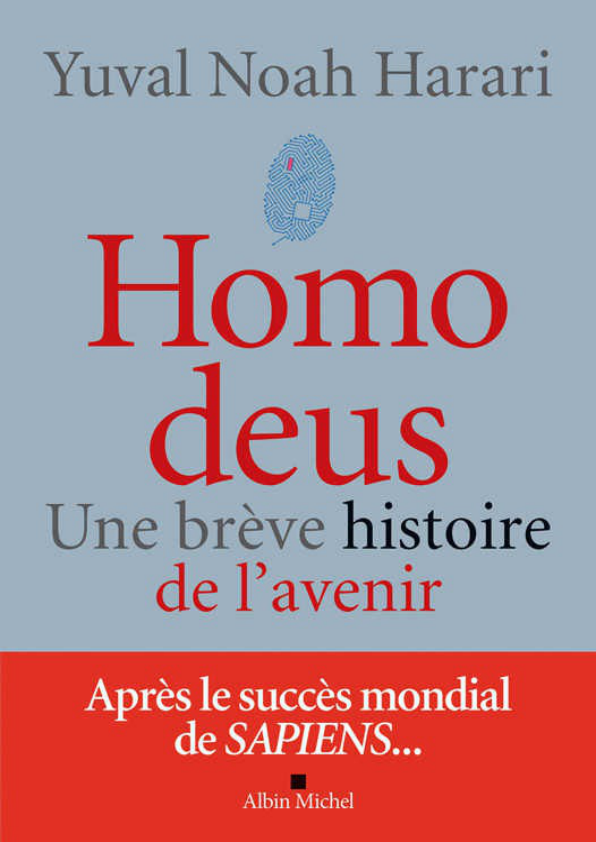 Yuval Noah Harari
Homo
deus
Une brève histoire
de l’avenir
Après le succès mondial
de SAPIENS...
Albin Michel